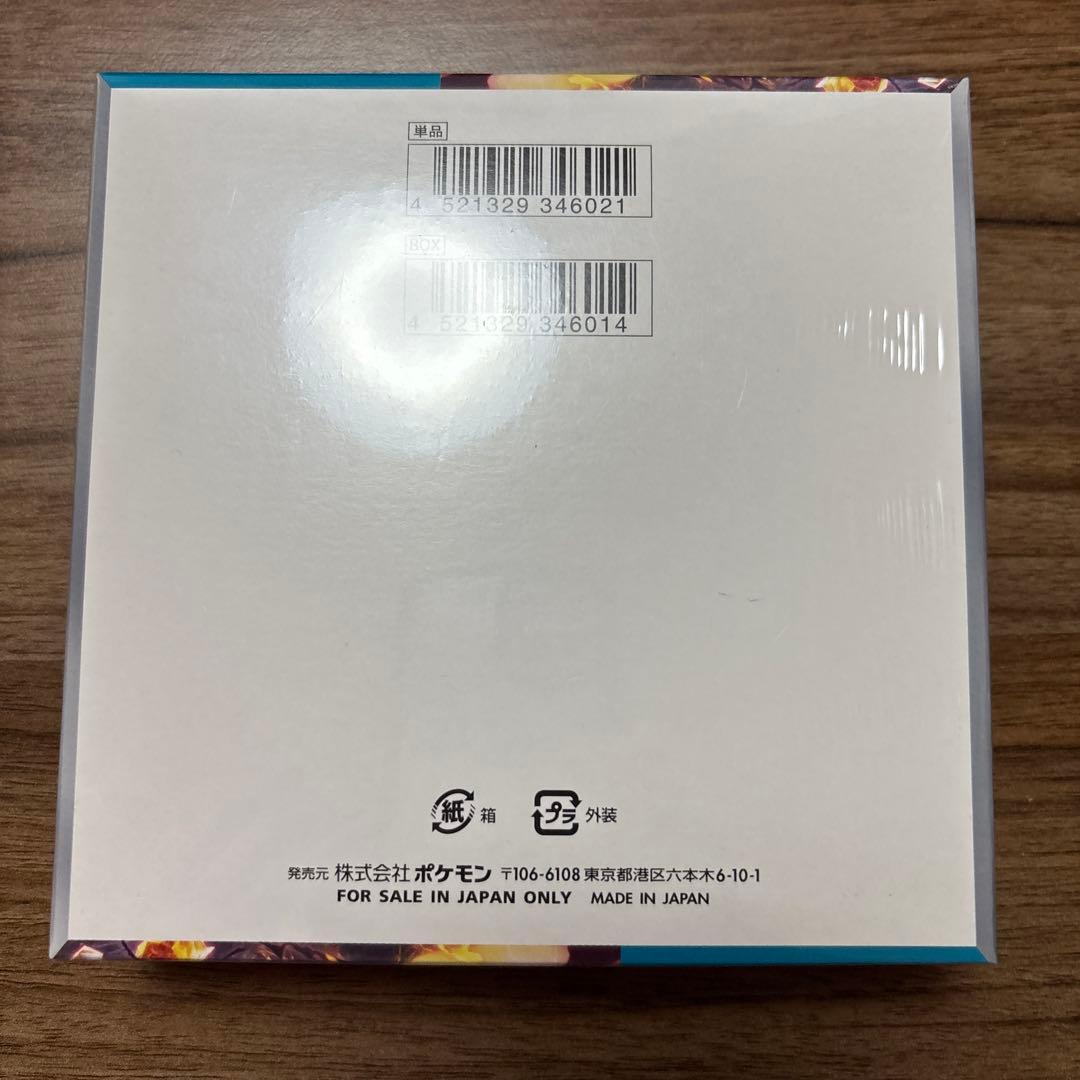 単品
4 521329 346021
BOX
4 521329 346014
紙 箱 プラ 外装
発売元 株式会社ポケモン 〒106-6108 東京都港区六本木6-10-1
FOR SALE IN JAPAN ONLY MADE IN JAPAN